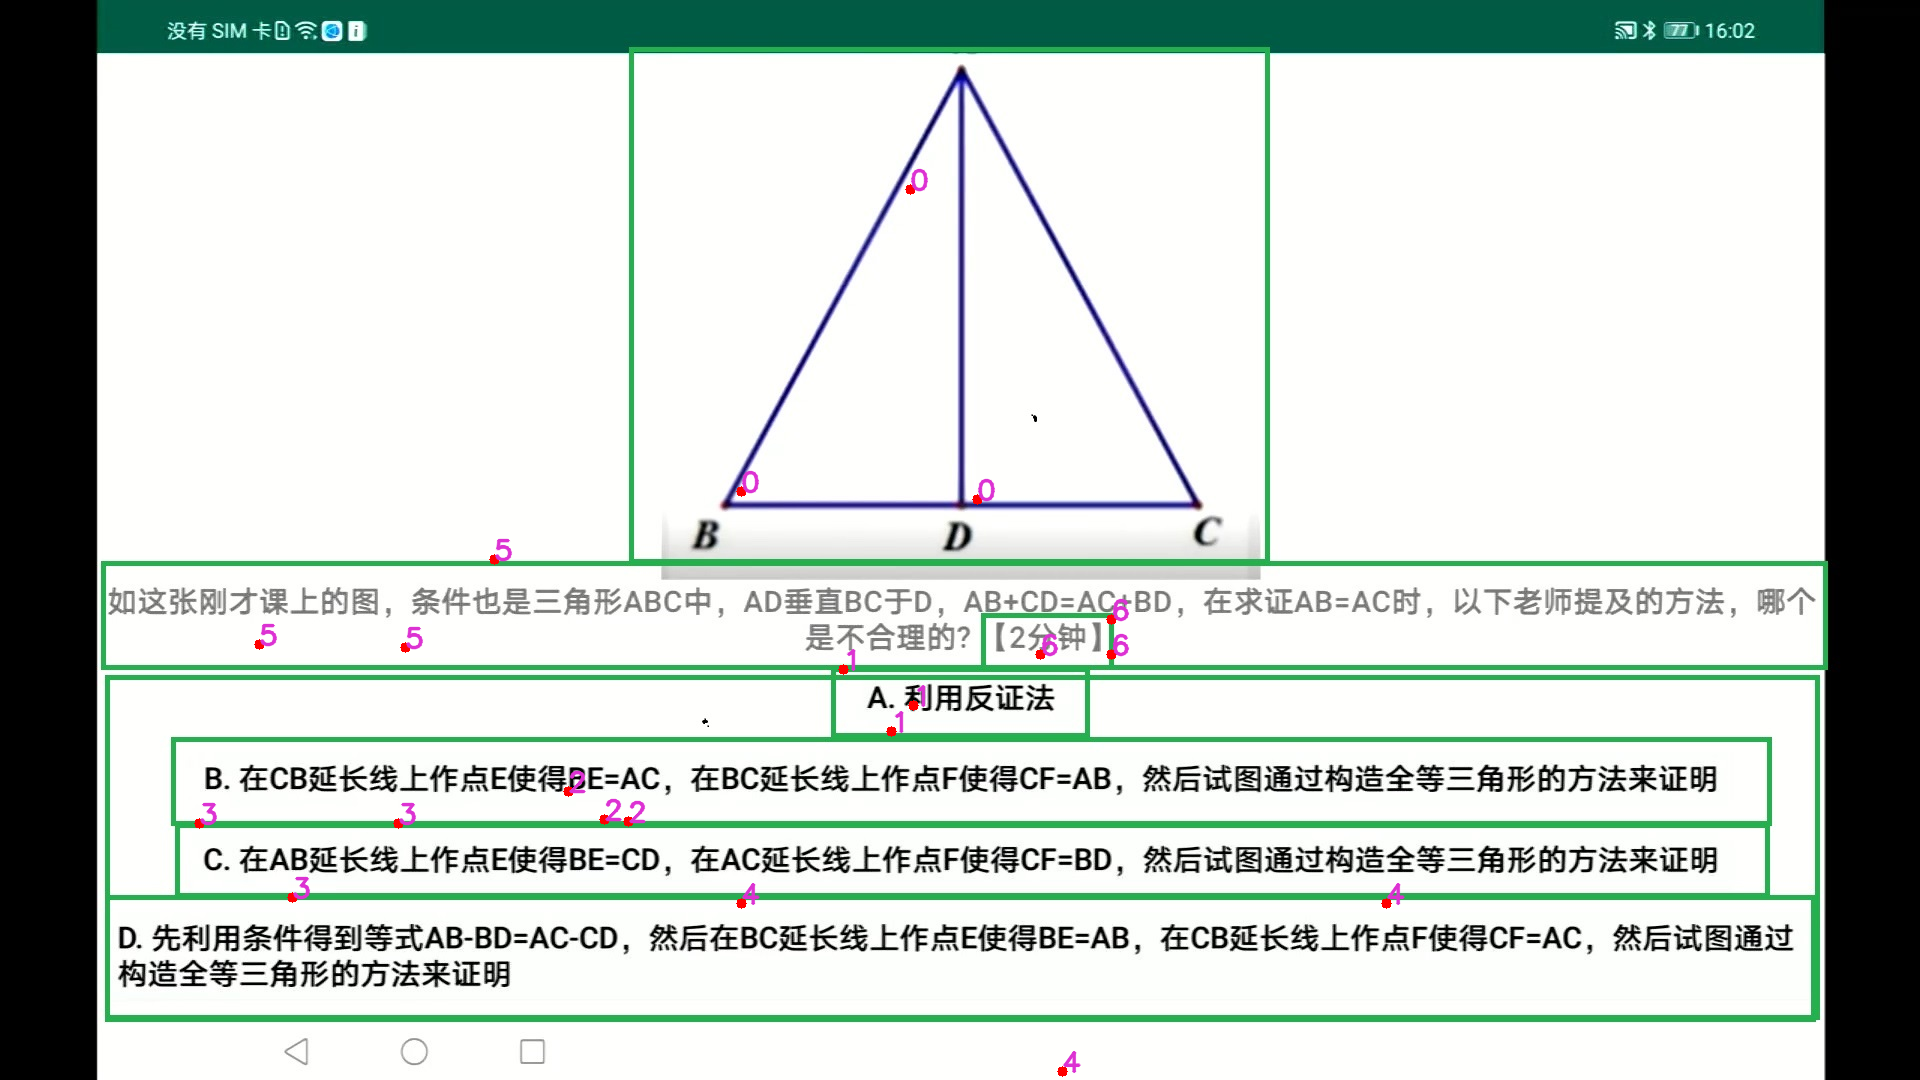 没有 SIM 卡
77 16:02
0
0
0
B
D
C
5
如这张刚才课上的图，条件也是三角形ABC中，AD垂直BC于D，AB+CD=AC+BD，在求证AB=AC时，以下老师提及的方法，哪个
6
是不合理的？【2分钟】
5
5
6
6
1
A. 利用反证法
1
1
B. 在CB延长线上作点E使得BE=AC，在BC延长线上作点F使得CF=AB，然后试图通过构造全等三角形的方法来证明
2
2
2
3
3
C. 在AB延长线上作点E使得BE=CD，在AC延长线上作点F使得CF=BD，然后试图通过构造全等三角形的方法来证明
3
4
4
D. 先利用条件得到等式AB-BD=AC-CD，然后在BC延长线上作点E使得BE=AB，在CB延长线上作点F使得CF=AC，然后试图通过
构造全等三角形的方法来证明
4